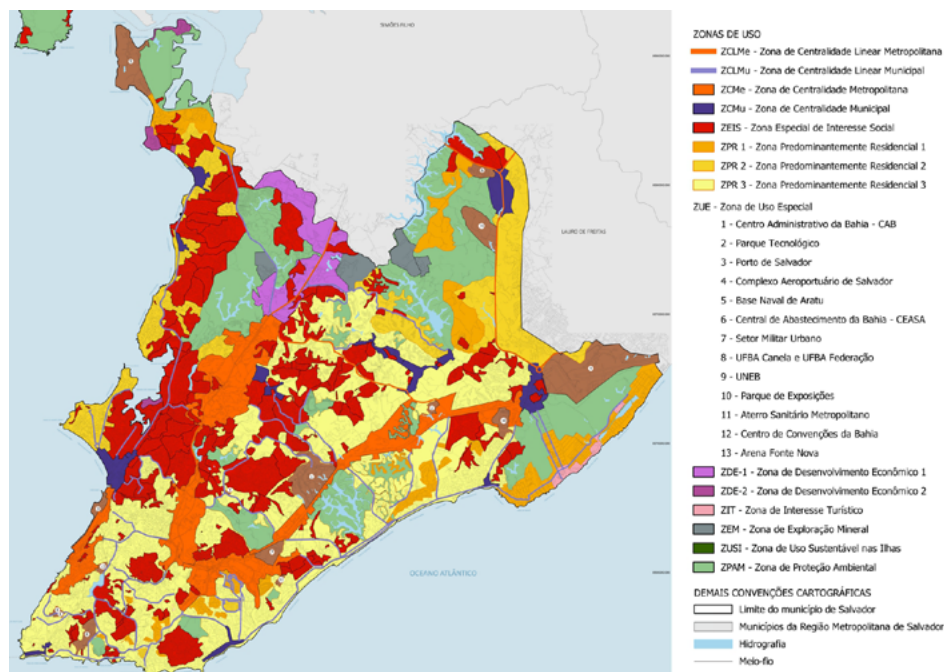 SIMÕES FILHO
LAURO DE FREITAS
OCEANO ATLÂNTICO
ZONAS DE USO
ZCLMe - Zona de Centralidade Linear Metropolitana
ZCLMu - Zona de Centralidade Linear Municipal
ZCMe - Zona de Centralidade Metropolitana
ZCMu - Zona de Centralidade Municipal
ZEIS - Zona Especial de Interesse Social
ZPR 1 - Zona Predominantemente Residencial 1
ZPR 2 - Zona Predominantemente Residencial 2
ZPR 3 - Zona Predominantemente Residencial 3
ZUE - Zona de Uso Especial
1 - Centro Administrativo da Bahia - CAB
2 - Parque Tecnológico
3 - Porto de Salvador
4 - Complexo Aeroportuário de Salvador
5 - Base Naval de Aratu
6 - Central de Abastecimento da Bahia - CEASA
7 - Setor Militar Urbano
8 - UFBA Canela e UFBA Federação
9 - UNEB
10 - Parque de Exposições
11 - Aterro Sanitário Metropolitano
12 - Centro de Convenções da Bahia
13 - Arena Fonte Nova
ZDE-1 - Zona de Desenvolvimento Econômico 1
ZDE-2 - Zona de Desenvolvimento Econômico 2
ZIT - Zona de Interesse Turístico
ZEM - Zona de Exploração Mineral
ZUSI - Zona de Uso Sustentável nas Ilhas
ZPAM - Zona de Proteção Ambiental
DEMAIS CONVENÇÕES CARTOGRÁFICAS
Limite do município de Salvador
Municípios da Região Metropolitana de Salvador
Hidrografia
Meio-fio